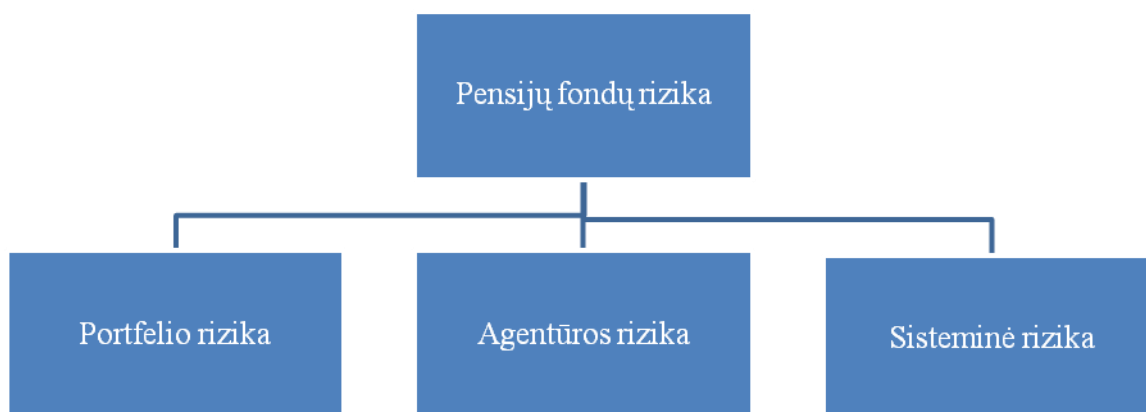 Pensijų fondų rizika
Portfelio rizika
Agentūros rizika
Sisteminė rizika